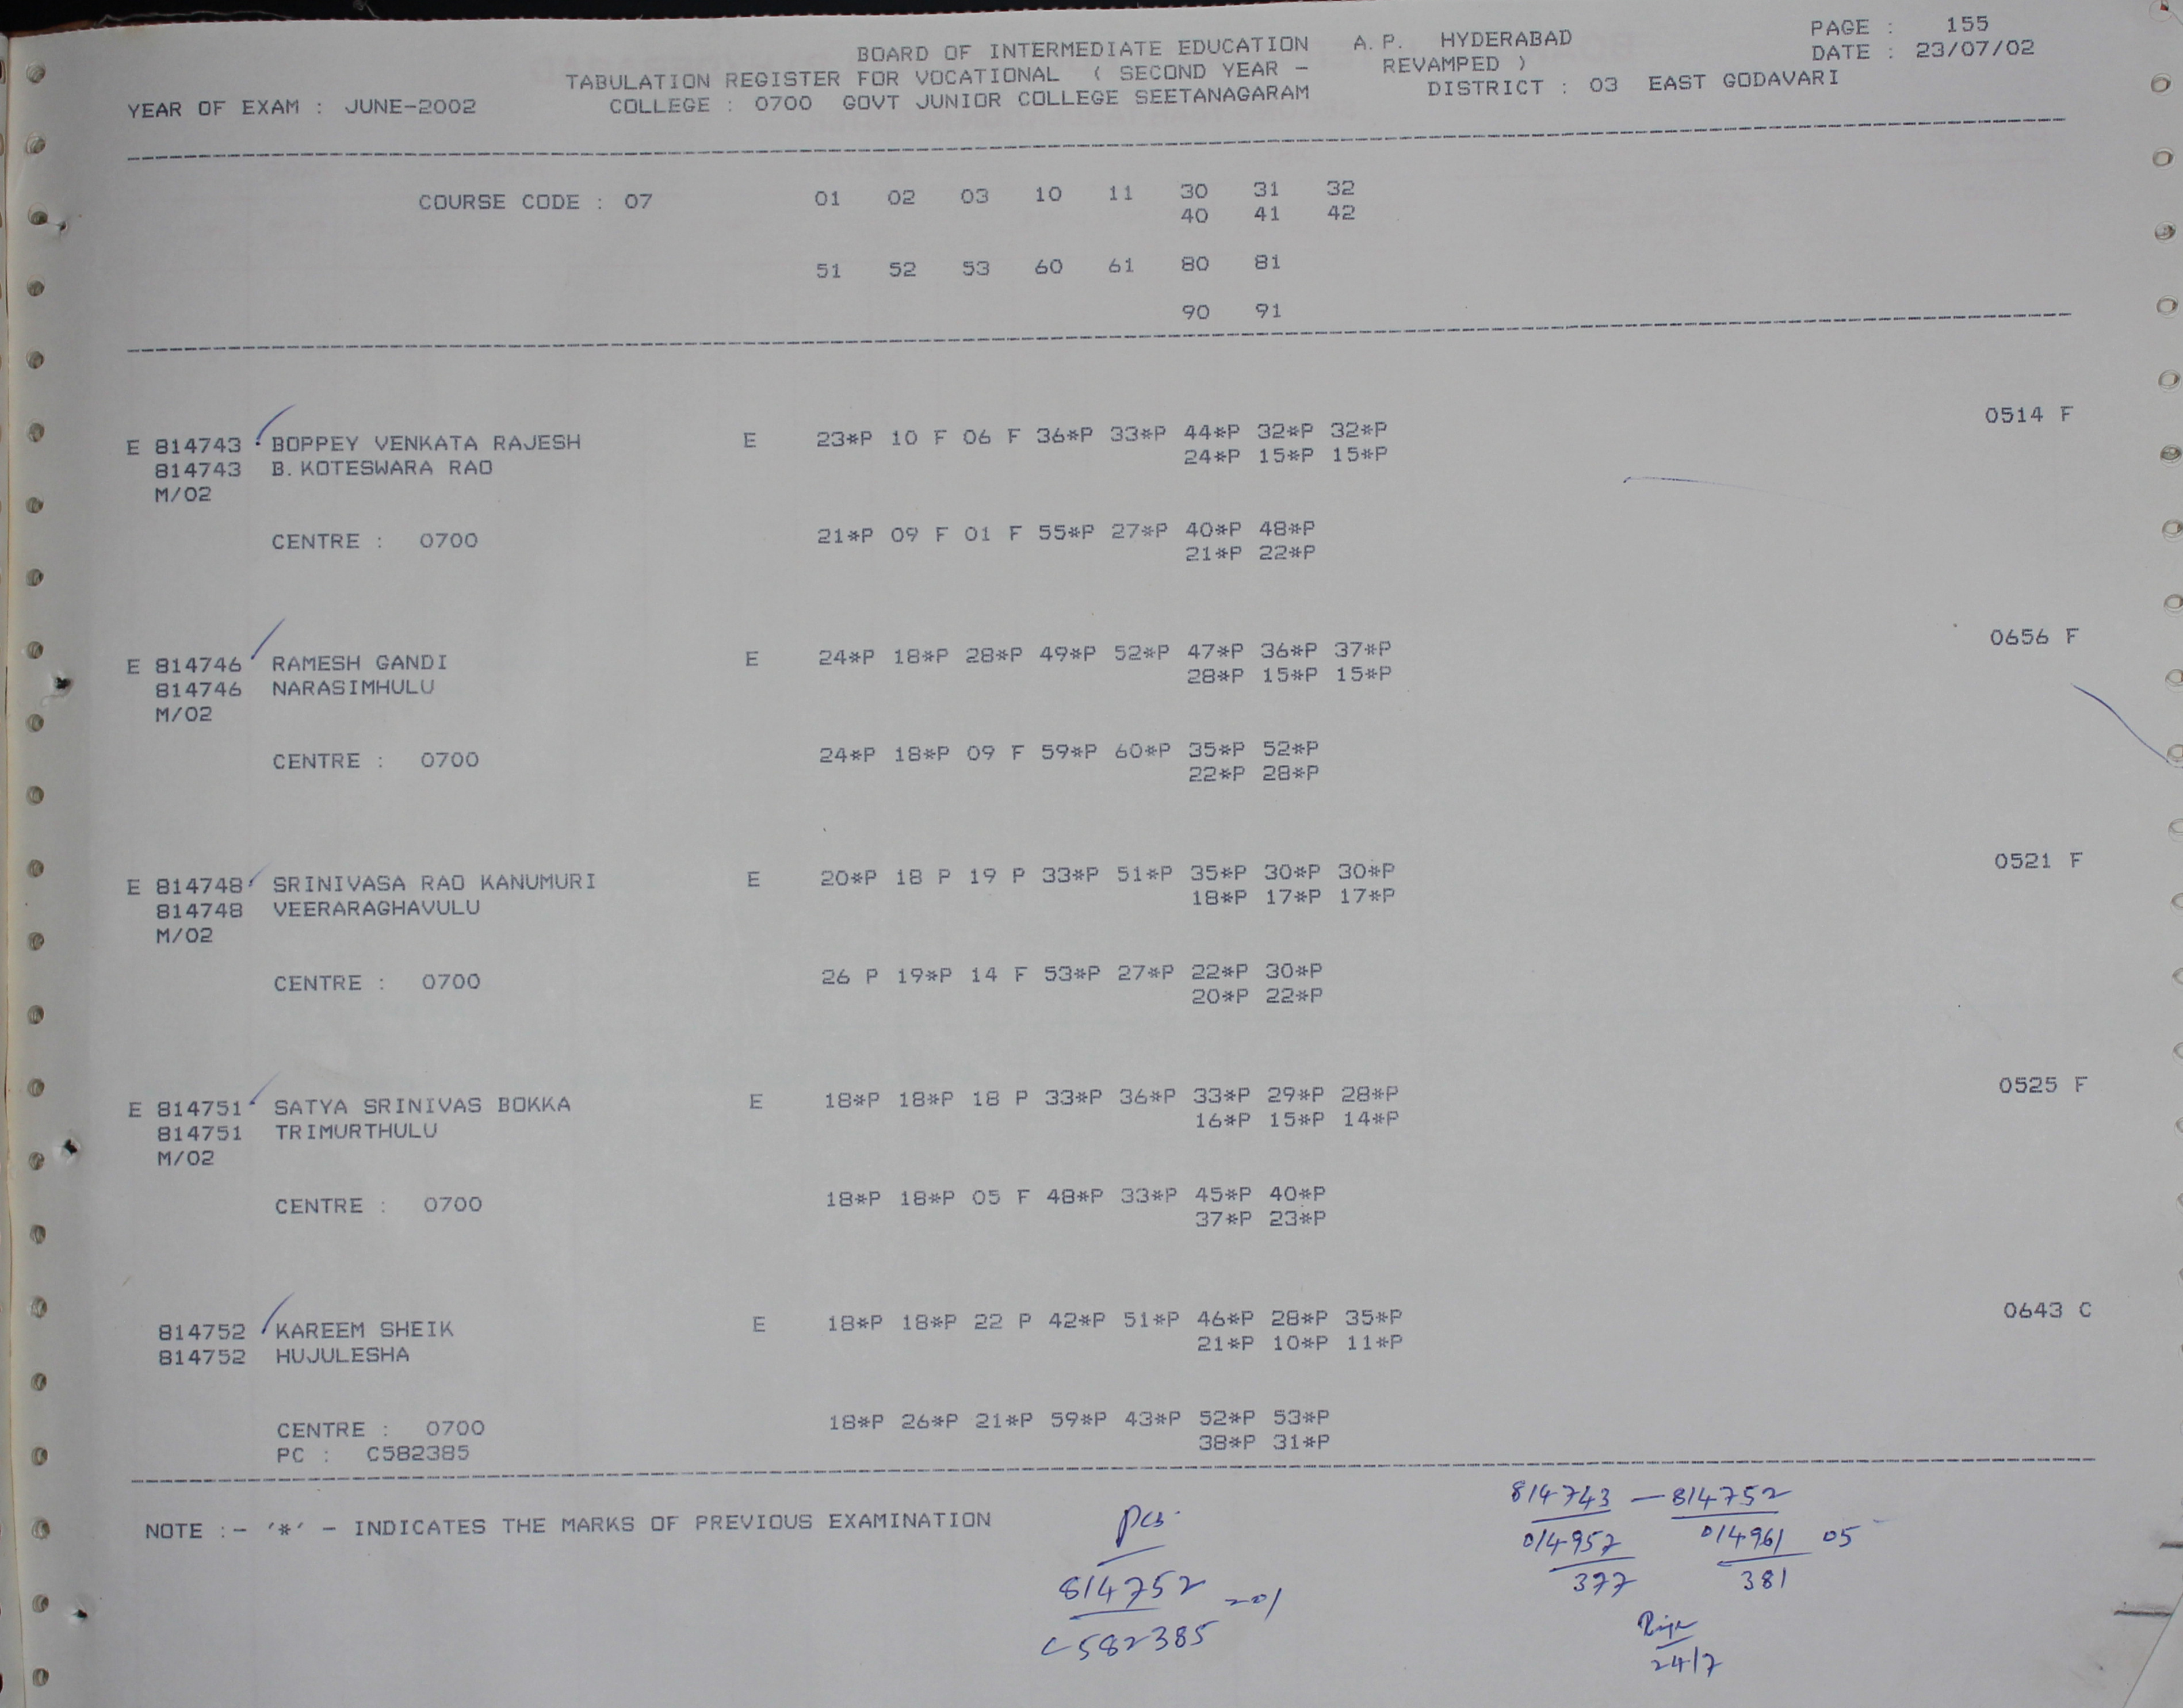 PAGE : 155
BOARD OF INTERMEDIATE EDUCATION A.P. HYDERABAD
DATE : 23/07/02
TABULATION REGISTER FOR VOCATIONAL ( SECOND YEAR - REVAMPED )
YEAR OF EXAM : JUNE-2002 COLLEGE : 0700 GOVT JUNIOR COLLEGE SEETANAGARAM DISTRICT : 03 EAST GODAVARI
COURSE CODE : 07 01 02 03 10 11 30 31 32
40 41 42
51 52 53 60 61 80 81
90 91
E 814743 BOPPEY VENKATA RAJESH E 23*P 10 F 06 F 36*P 33*P 44*P 32*P 32*P 0514 F
814743 B.KOTESWARA RAO 24*P 15*P 15*P
M/02
CENTRE : 0700 21*P 09 F 01 F 55*P 27*P 40*P 48*P
21*P 22*P
E 814746 RAMESH GANDI E 24*P 18*P 28*P 49*P 52*P 47*P 36*P 37*P 0656 F
814746 NARASIMHULU 28*P 15*P 15*P
M/02
CENTRE : 0700 24*P 18*P 09 F 59*P 60*P 35*P 52*P
22*P 28*P
E 814748 SRINIVASA RAO KANUMURI E 20*P 18 P 19 P 33*P 51*P 35*P 30*P 30*P 0521 F
814748 VEERARAGHAVULU 18*P 17*P 17*P
M/02
CENTRE : 0700 26 P 19*P 14 F 53*P 27*P 22*P 30*P
20*P 22*P
E 814751 SATYA SRINIVAS BOKKA E 18*P 18*P 18 P 33*P 36*P 33*P 29*P 28*P 0525 F
814751 TRIMURTHULU 16*P 15*P 14*P
M/02
CENTRE : 0700 18*P 18*P 05 F 48*P 33*P 45*P 40*P
37*P 23*P
814752 KAREEM SHEIK E 18*P 18*P 22 P 42*P 51*P 46*P 28*P 35*P 0643 C
814752 HUJULESHA 21*P 10*P 11*P
CENTRE : 0700 18*P 26*P 21*P 59*P 43*P 52*P 53*P
PC : C582385 38*P 31*P
NOTE :- '*' - INDICATES THE MARKS OF PREVIOUS EXAMINATION
Pcs.
814752
C582385
814743 — 814752
014957 014961 05
377 381
24/7